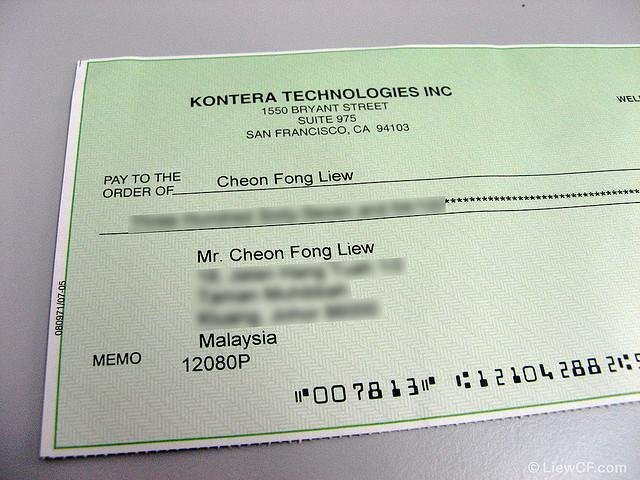 KONTERA TECHNOLOGIES INC
1550 BRYANT STREET
SUITE 975
SAN FRANCISCO, CA 94103
WEL
PAY TO THE
ORDER OF
Cheon Fong Liew
Mr. Cheon Fong Liew
Malaysia
MEMO
12080P
080971/07-05
⑈007813⑈ ⑆121042882⑆
© LiewCF.com